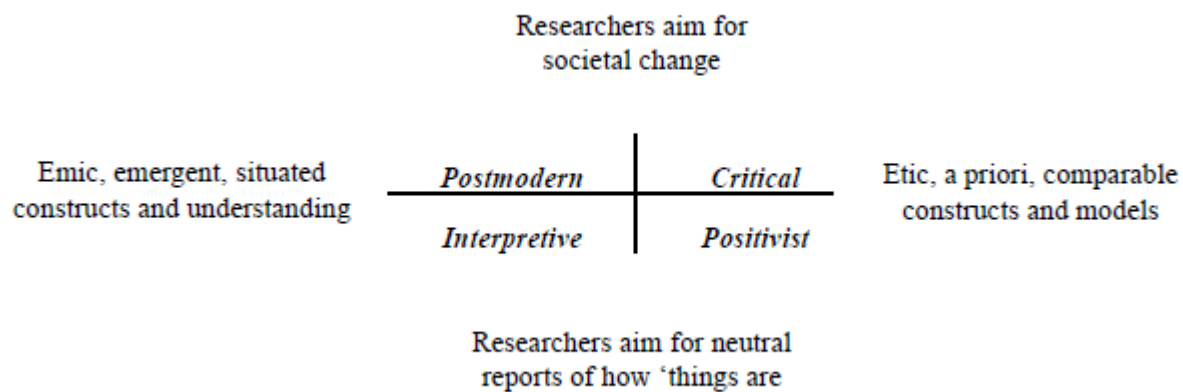 Researchers aim for
societal change
Emic, emergent, situated
constructs and understanding
Postmodern
Critical
Etic, a priori, comparable
constructs and models
Interpretive
Positivist
Researchers aim for neutral
reports of how ‘things are